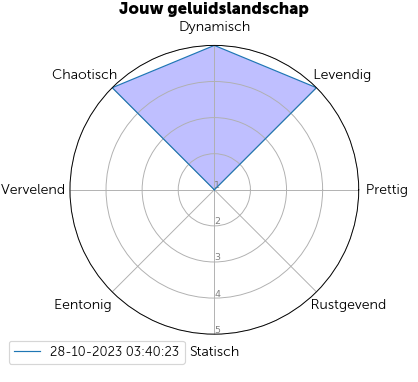 Jouw geluidslandschap
Dynamisch
Chaotisch
Levendig
Vervelend
1
Prettig
2
3
4
Eentonig
Rustgevend
5
28-10-2023 03:40:23
Statisch